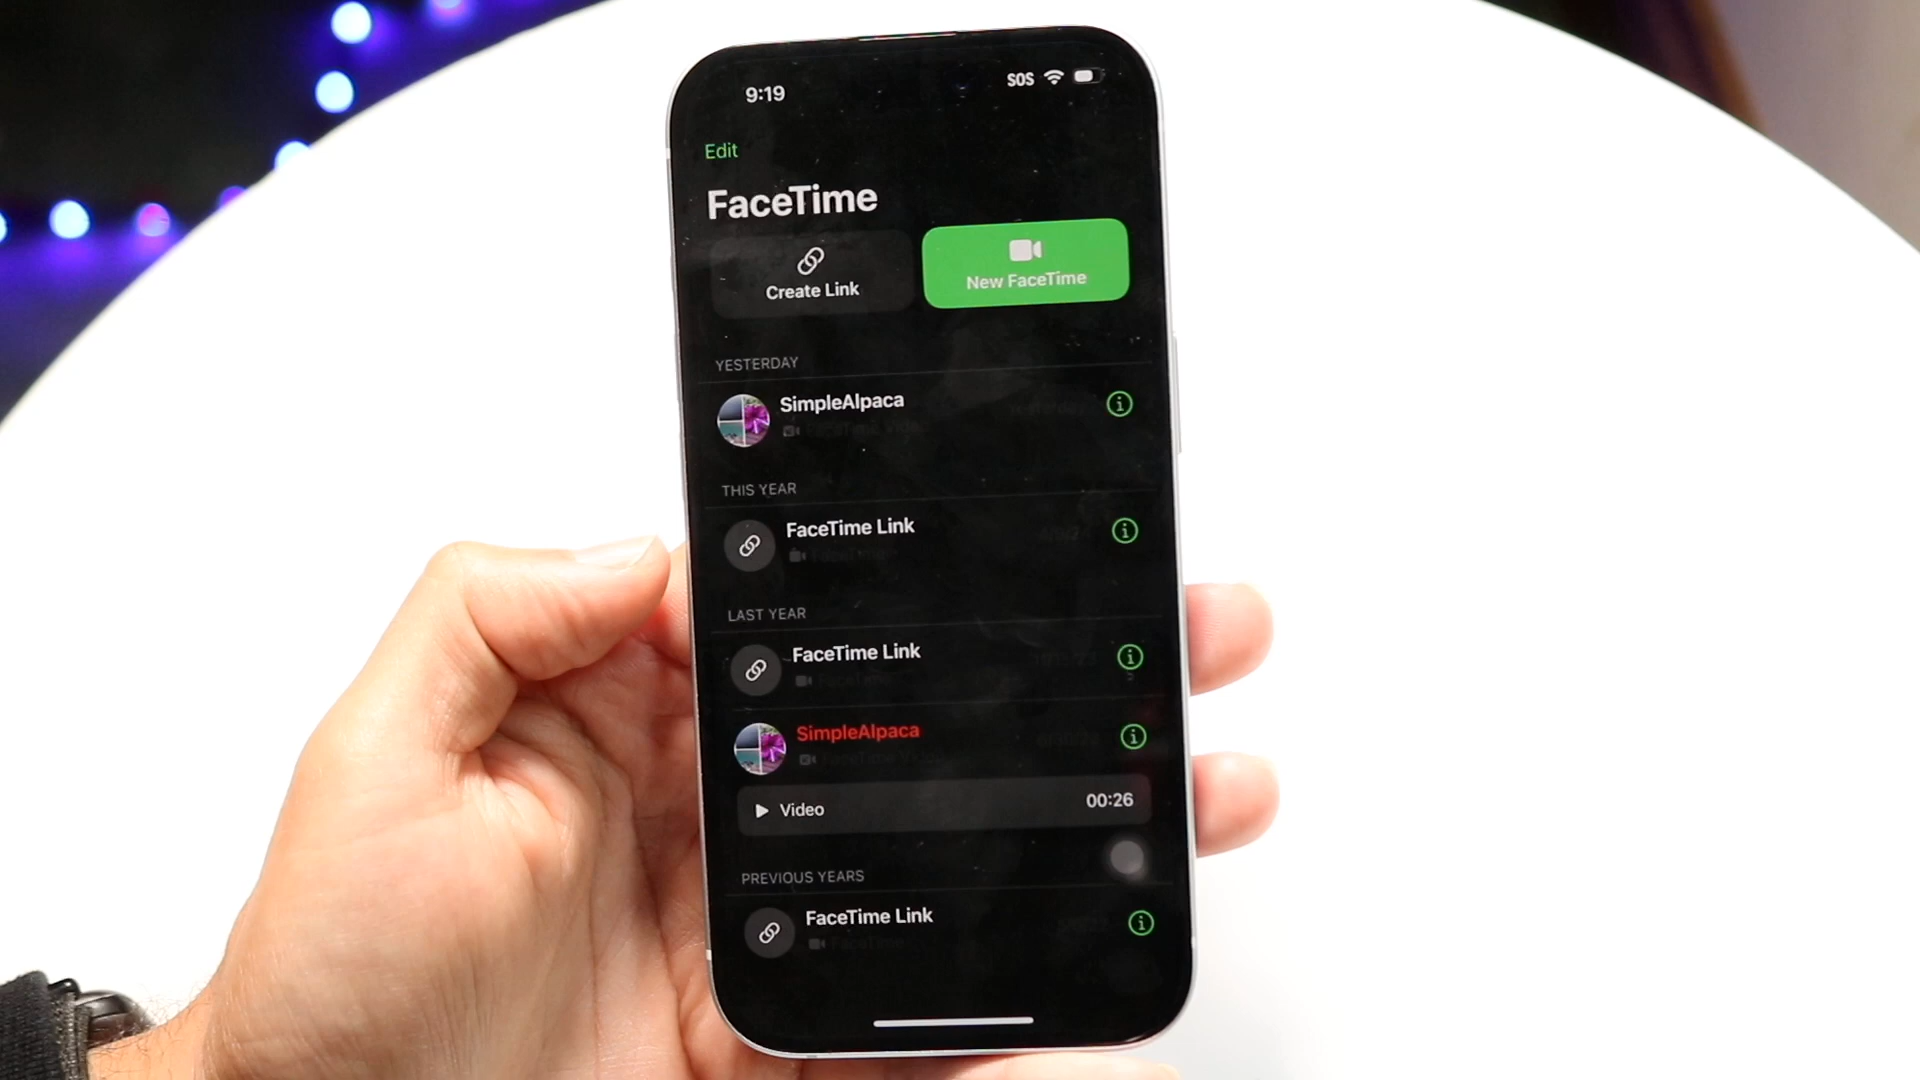 9:19
SOS
Edit
FaceTime
Create Link
New FaceTime
YESTERDAY
SimpleAlpaca
THIS YEAR
FaceTime Link
LAST YEAR
FaceTime Link
SimpleAlpaca
Video
00:26
PREVIOUS YEARS
FaceTime Link
FaceTime